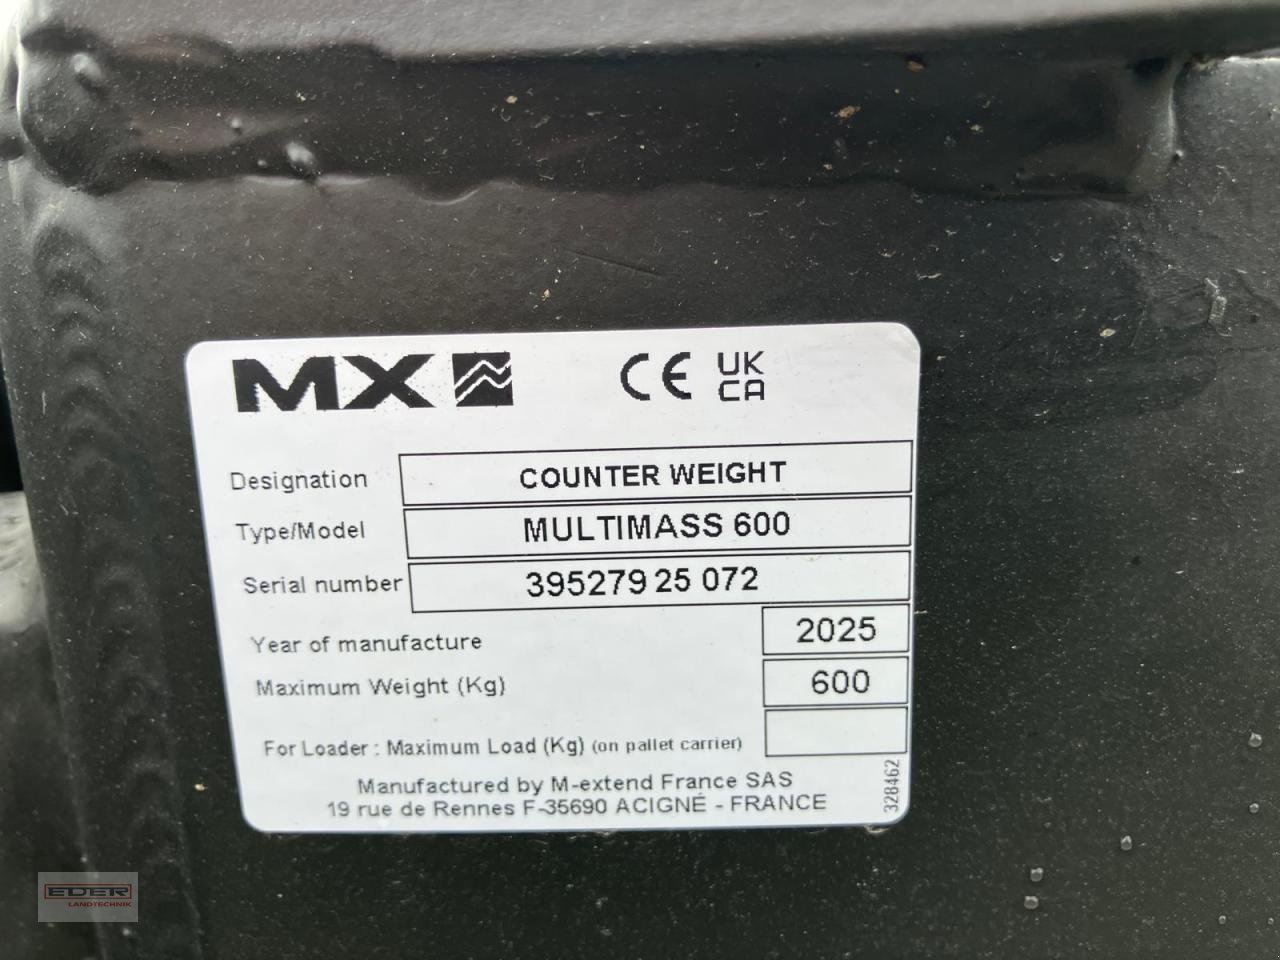 MX CE UK
CA
Designation COUNTER WEIGHT
Type/Model MULTIMASS 600
Serial number 395279 25 072
Year of manufacture 2025
Maximum Weight (Kg) 600
For Loader : Maximum Load (Kg) (on pallet carrier)
Manufactured by M-extend France SAS
19 rue de Rennes F-35690 ACIGNÉ - FRANCE
328462
EDER
LANDTECHNIK